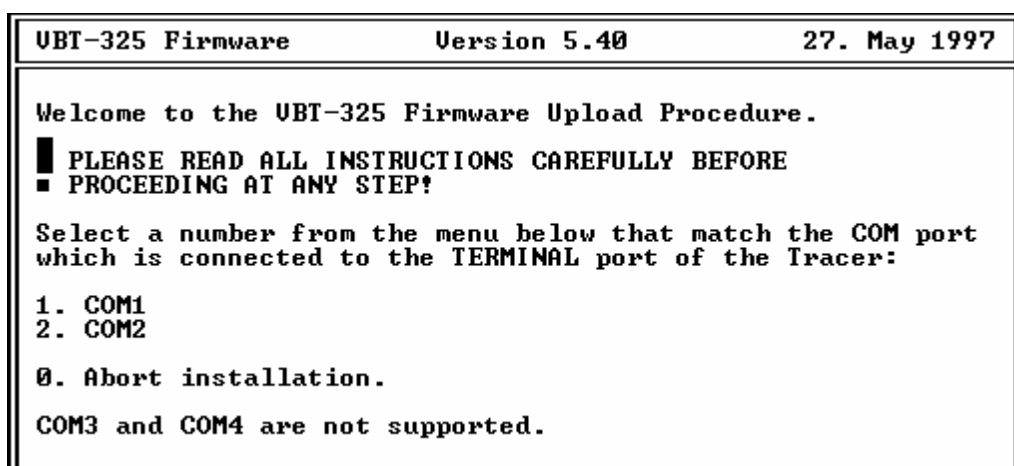 VBT-325 Firmware Version 5.40 27. May 1997
Welcome to the VBT-325 Firmware Upload Procedure.
PLEASE READ ALL INSTRUCTIONS CAREFULLY BEFORE
PROCEEDING AT ANY STEP!
Select a number from the menu below that match the COM port
which is connected to the TERMINAL port of the Tracer:
1. COM1
2. COM2
0. Abort installation.
COM3 and COM4 are not supported.